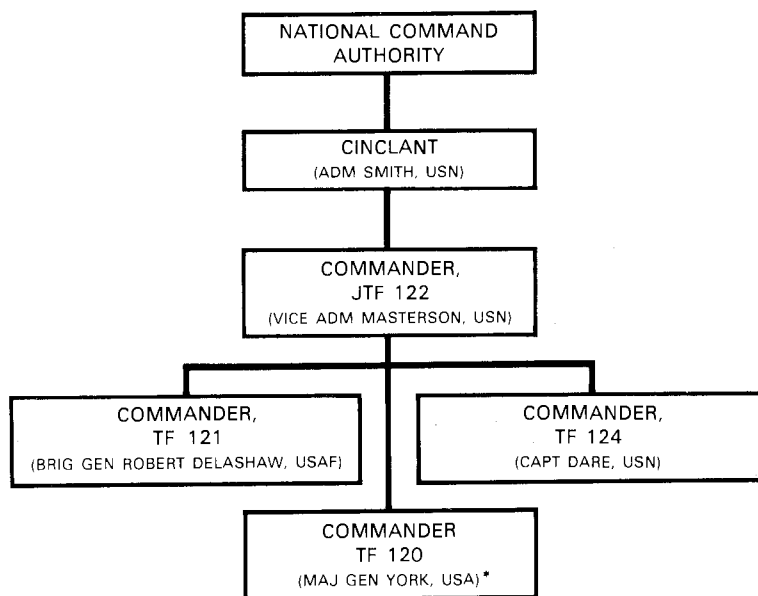 NATIONAL COMMAND
AUTHORITY
CINCLANT
(ADM SMITH, USN)
COMMANDER,
JTF 122
(VICE ADM MASTERSON, USN)
COMMANDER,
TF 121
(BRIG GEN ROBERT DELASHAW, USAF)
COMMANDER,
TF 124
(CAPT DARE, USN)
COMMANDER
TF 120
(MAJ GEN YORK, USA)*